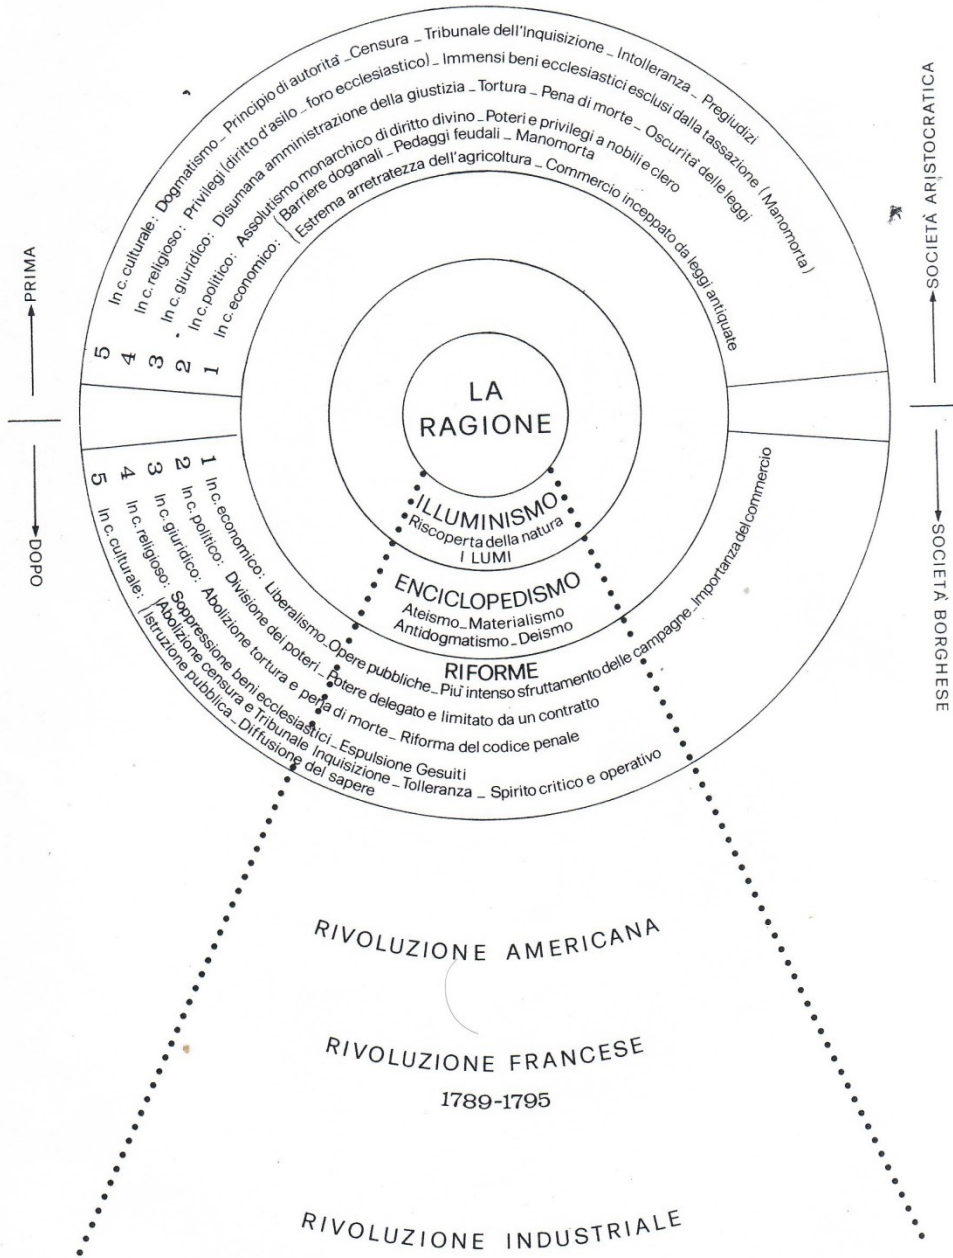 In c. culturale: Dogmatismo _ Principio di autorità _ Censura _ Tribunale dell'Inquisizione _ Intolleranza _ Pregiudizi
In c. religioso: Privilegi (diritto d'asilo _ foro ecclesiastico) _ Immensi beni ecclesiastici esclusi dalla tassazione (Manomorta)
In c. giuridico: Disumana amministrazione della giustizia _ Tortura _ Pena di morte _ Oscurità delle leggi
In c. politico: Assolutismo monarchico di diritto divino _ Poteri e privilegi a nobili e clero
In c. economico:
Barriere doganali _ Pedaggi feudali _ Manomorta
Estrema arretratezza dell'agricoltura _ Commercio inceppato da leggi antiquate
5 4 3 2 1
PRIMA
DOPO
SOCIETÀ ARISTOCRATICA
SOCIETÀ BORGHESE
LA
RAGIONE
ILLUMINISMO
Riscoperta della natura
I LUMI
ENCICLOPEDISMO
Ateismo _ Materialismo
Antidogmatismo _ Deismo
RIFORME
5 4 3 2 1
In c. economico: Liberalismo _ Opere pubbliche _ Più intenso sfruttamento delle campagne _ Importanza del commercio
In c. politico: Divisione dei poteri _ Potere delegato e limitato da un contratto
In c. giuridico: Abolizione tortura e pena di morte _ Riforma del codice penale
In c. religioso: Soppressione beni ecclesiastici _ Espulsione Gesuiti
In c. culturale:
Abolizione censura e Tribunale Inquisizione _ Tolleranza _ Spirito critico e operativo
Istruzione pubblica _ Diffusione del sapere
RIVOLUZIONE AMERICANA
RIVOLUZIONE FRANCESE
1789-1795
RIVOLUZIONE INDUSTRIALE